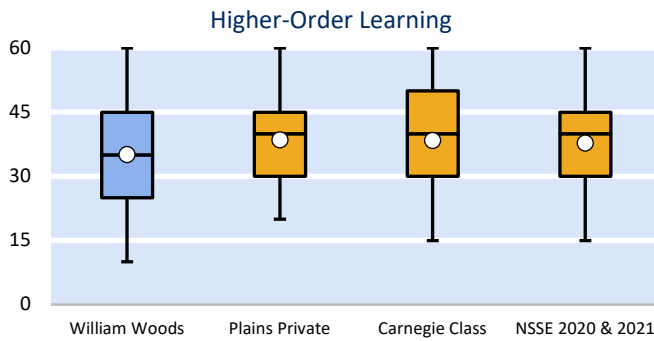 Higher-Order Learning
60
45
30
15
0
William Woods
Plains Private
Carnegie Class
NSSE 2020 & 2021